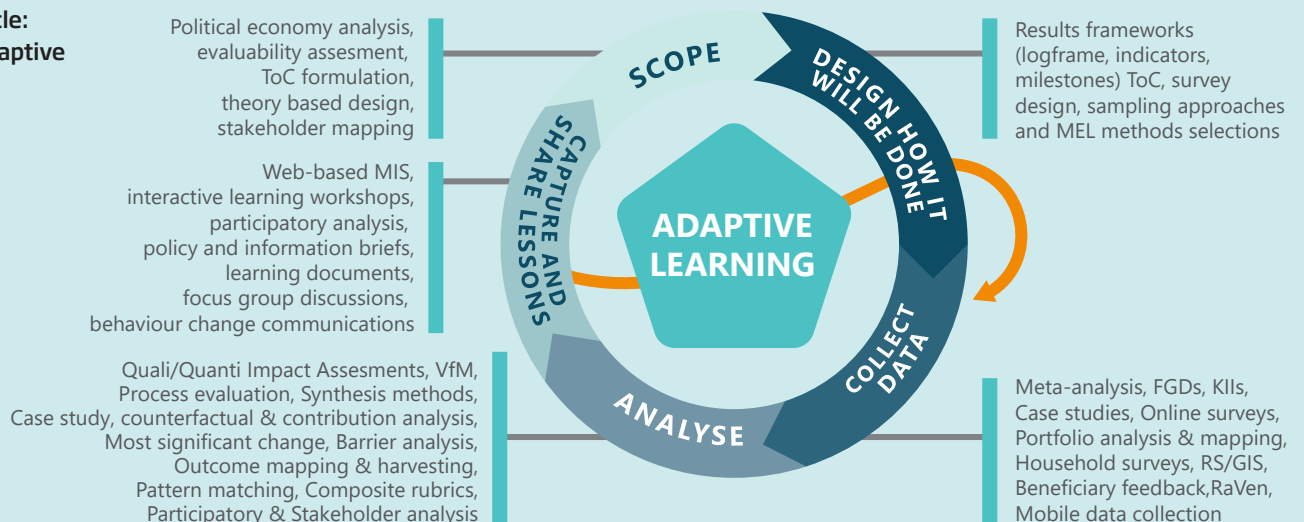 Political economy analysis,
evaluability assesment,
ToC formulation,
theory based design,
stakeholder mapping
Web-based MIS,
interactive learning workshops,
participatory analysis,
policy and information briefs,
learning documents,
focus group discussions,
behaviour change communications
Quali/Quanti Impact Assesments, VfM,
Process evaluation, Synthesis methods,
Case study, counterfactual & contribution analysis,
Most significant change, Barrier analysis,
Outcome mapping & harvesting,
Pattern matching, Composite rubrics,
Participatory & Stakeholder analysis
SCOPE
DESIGN HOW IT
WILL BE DONE
COLLECT
DATA
ANALYSE
CAPTURE AND
SHARE LESSONS
ADAPTIVE
LEARNING
Results frameworks
(logframe, indicators,
milestones) ToC, survey
design, sampling approaches
and MEL methods selections
Meta-analysis, FGDs, KIIs,
Case studies, Online surveys,
Portfolio analysis & mapping,
Household surveys, RS/GIS,
Beneficiary feedback,RaVen,
Mobile data collection